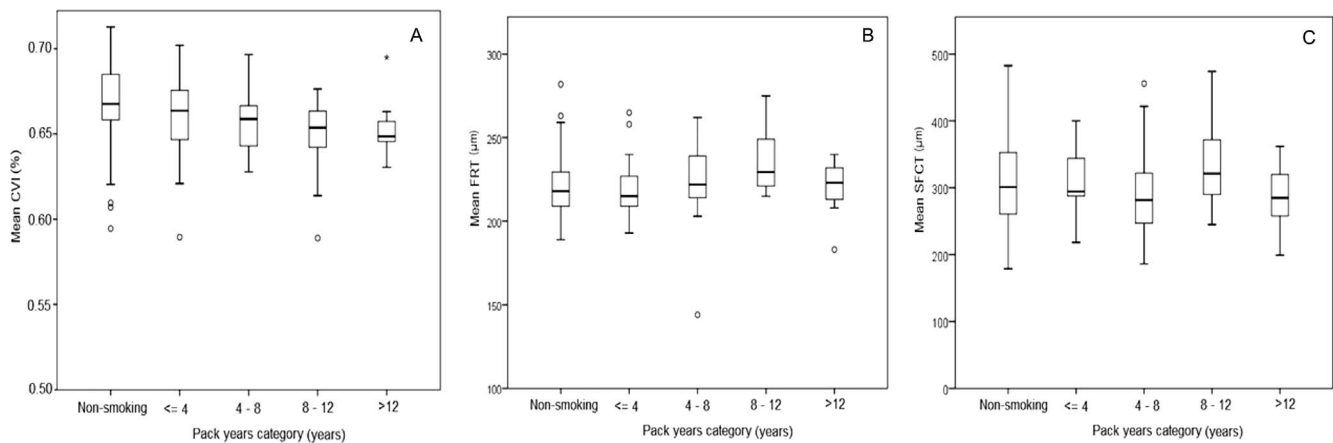 A
Mean CVI (%)
0.70
0.65
0.60
0.55
0.50
Non-smoking <= 4 4 - 8 8 - 12 >12
Pack years category (years)
B
Mean FRT (µm)
300
250
200
150
100
Non-smoking <= 4 4 - 8 8 - 12 >12
Pack years category (years)
C
Mean SFCT (µm)
500
400
300
200
100
0
Non-smoking <= 4 4 - 8 8 - 12 >12
Pack years category (years)